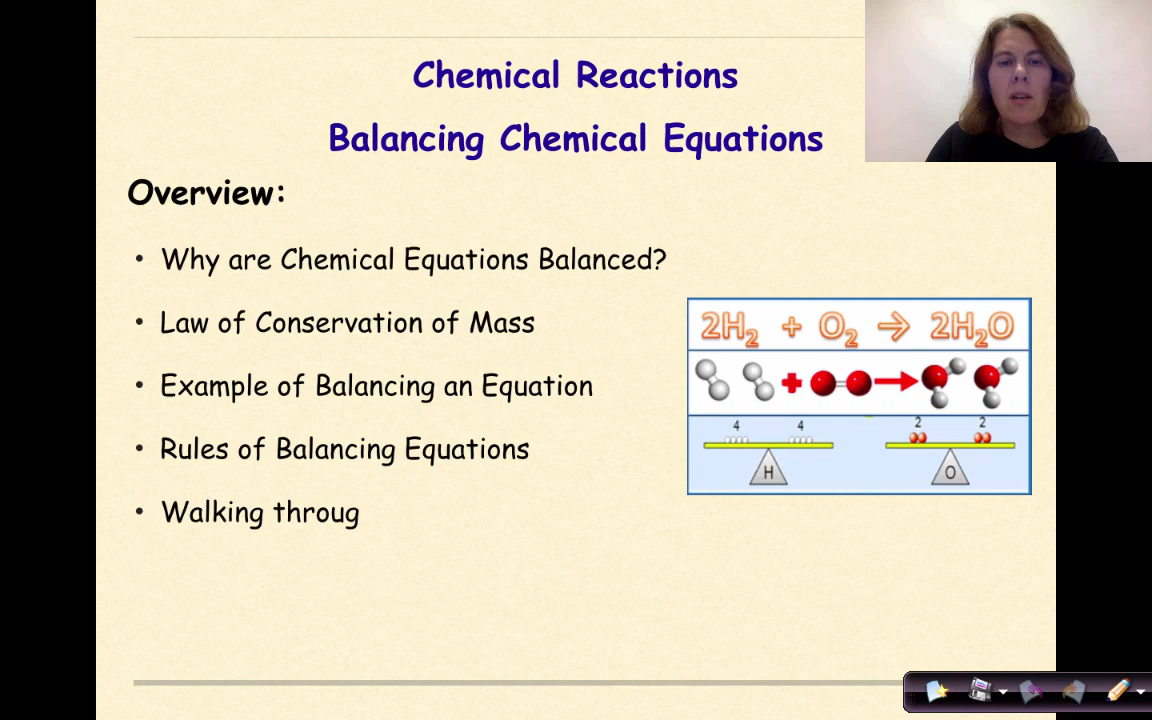 Chemical Reactions
Balancing Chemical Equations
Overview:
• Why are Chemical Equations Balanced?
• Law of Conservation of Mass
• Example of Balancing an Equation
• Rules of Balancing Equations
• Walking throug
2H₂ + O₂ → 2H₂O
4 4 2 2
H O